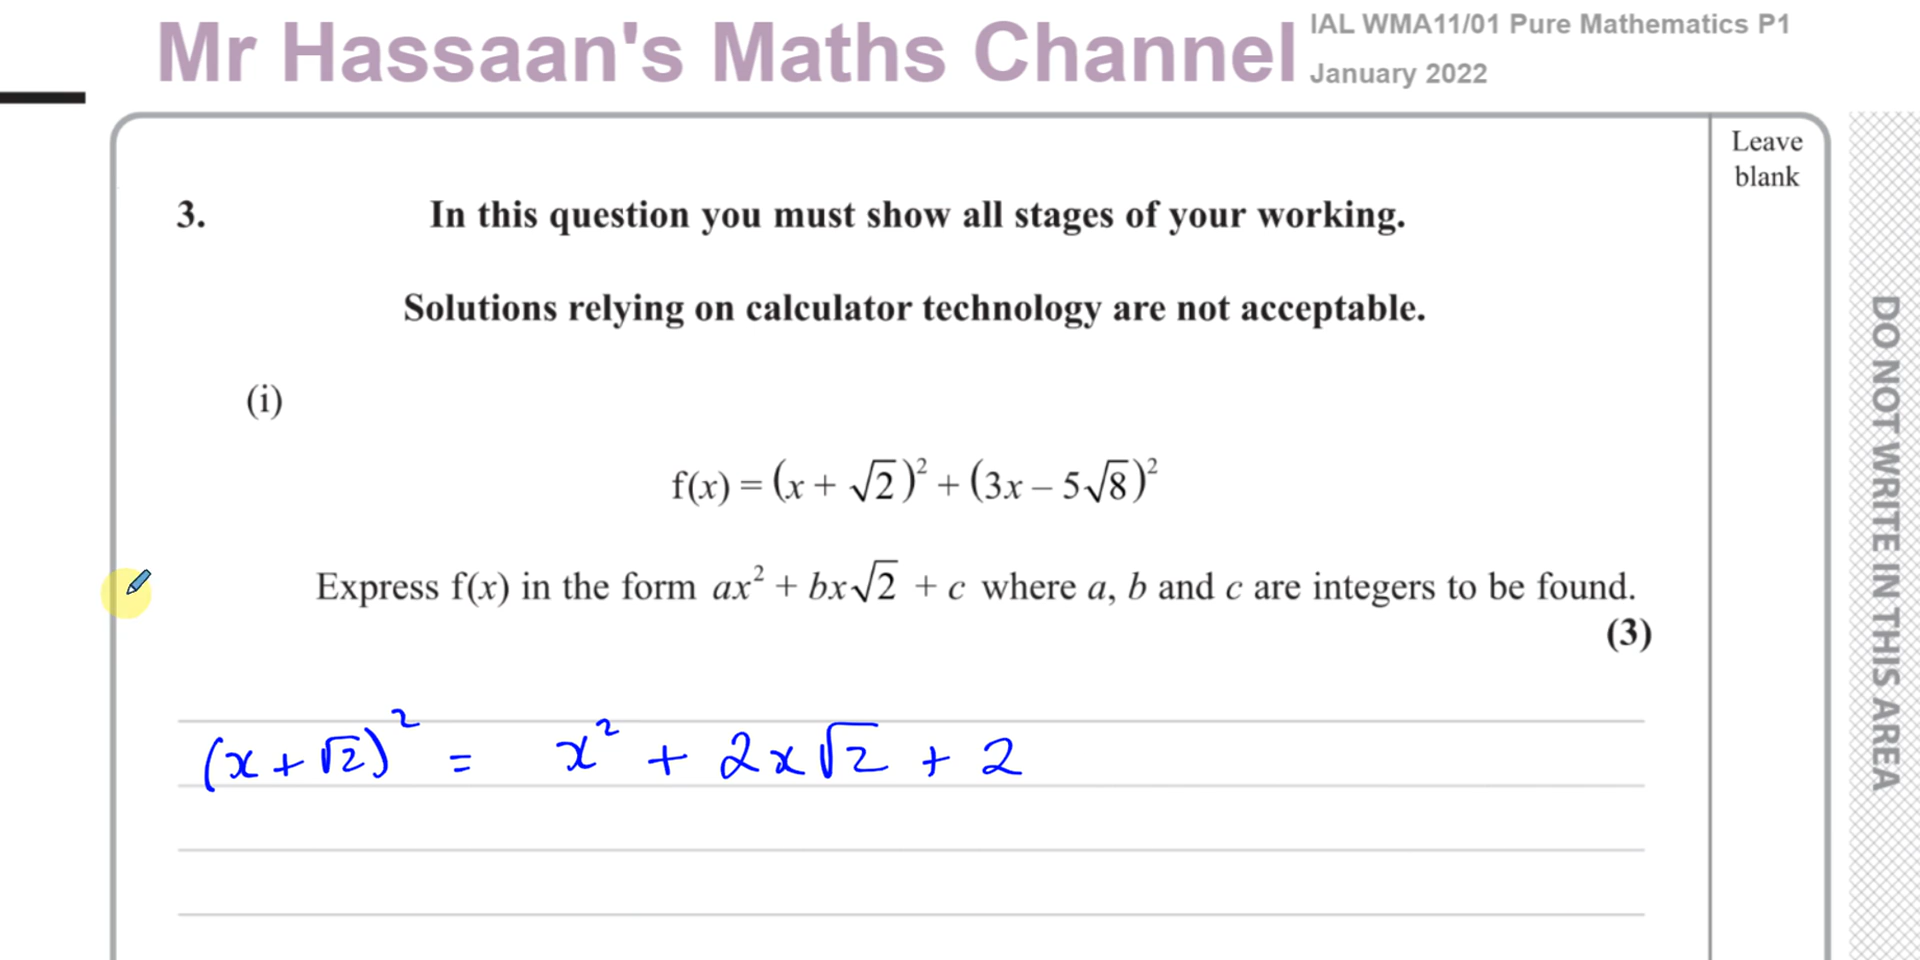 Mr Hassaan's Maths Channel
IAL WMA11/01 Pure Mathematics P1
January 2022
Leave
blank
3. In this question you must show all stages of your working.
Solutions relying on calculator technology are not acceptable.
(i)
f(x) = (x + √2)² + (3x – 5√8)²
Express f(x) in the form ax² + bx√2 + c where a, b and c are integers to be found.
(3)
(x + √2)² = x² + 2x√2 + 2
DO NOT WRITE IN THIS AREA